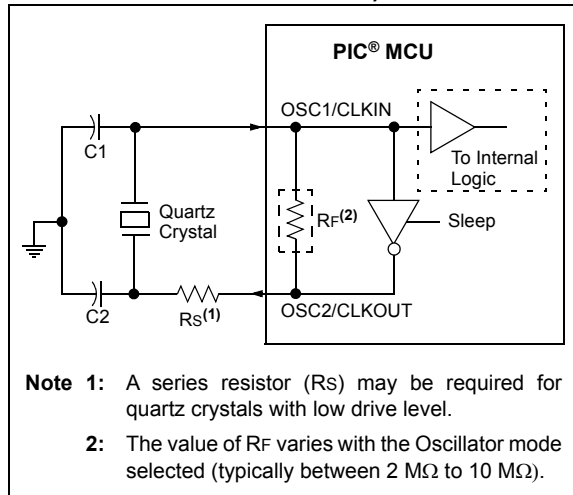 PIC® MCU
OSC1/CLKIN
C1
To Internal
Logic
Quartz
Crystal
RF(2)
Sleep
C2
RS(1)
OSC2/CLKOUT
Note 1: A series resistor (RS) may be required for
quartz crystals with low drive level.
2: The value of RF varies with the Oscillator mode
selected (typically between 2 MΩ to 10 MΩ).